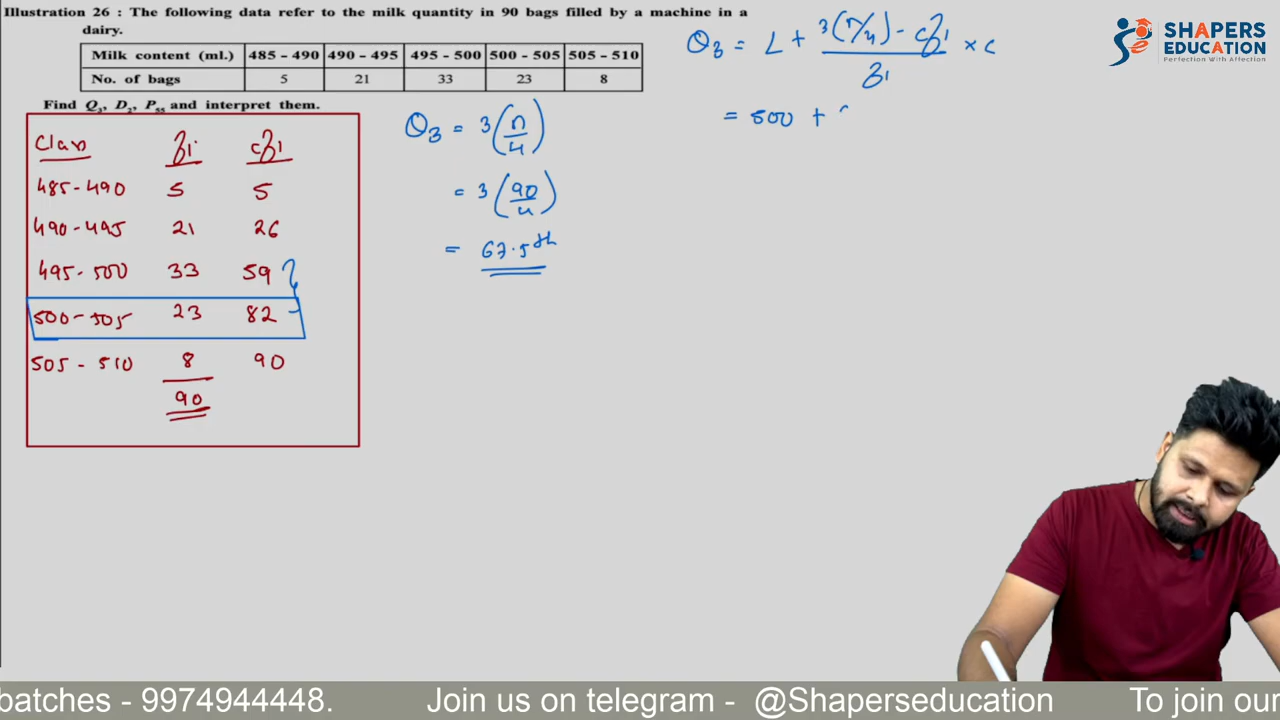 Illustration 26 : The following data refer to the milk quantity in 90 bags filled by a machine in a
dairy.
Milk content (ml.) 485 – 490 490 – 495 495 – 500 500 – 505 505 – 510
No. of bags 5 21 33 23 8
Find Q₃, D₂, P₅₅ and interpret them.
Class fi cfi
485-490 5 5
490-495 21 26
495-500 33 59
500-505 23 82
505-510 8 90
90
Q3 = 3(n/4)
= 3(90/4)
= 67.5th
Q3 = L + (3(n/4) - cfi)/fi × c
= 500 +
SHAPERS
EDUCATION
Perfection With Affection
batches - 9974944448. Join us on telegram - @Shaperseducation To join our